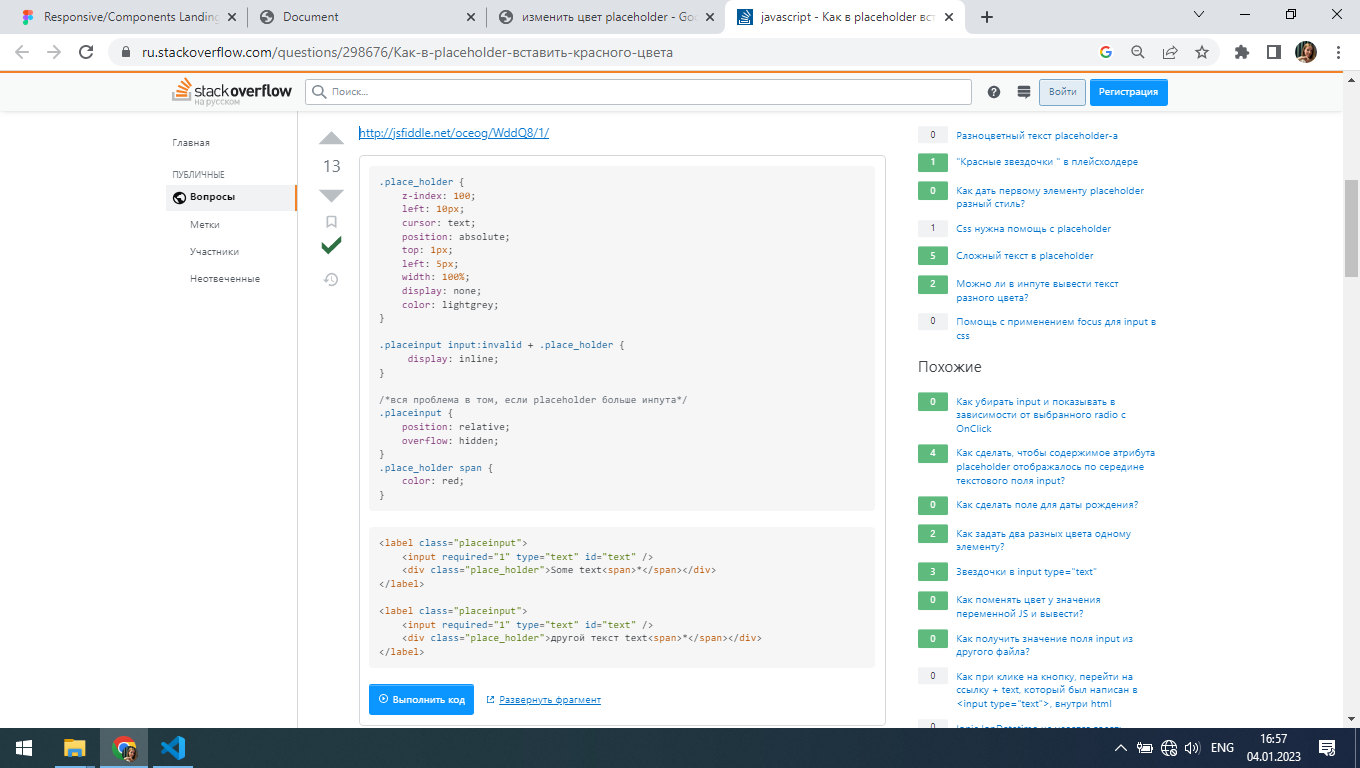 Responsive/Components Landing
Document
изменить цвет placeholder - Goo
javascript - Как в placeholder вст
ru.stackoverflow.com/questions/298676/Как-в-placeholder-вставить-красного-цвета
stackoverflow
на русском
Поиск...
Войти
Регистрация
Главная
ПУБЛИЧНЫЕ
Вопросы
Метки
Участники
Неотвеченные
13
http://jsfiddle.net/oceog/WddQ8/1/
.place_holder {
z-index: 100;
left: 10px;
cursor: text;
position: absolute;
top: 1px;
left: 5px;
width: 100%;
display: none;
color: lightgrey;
}
.placeinput input:invalid + .place_holder {
display: inline;
}
/*вся проблема в том, если placeholder больше инпута*/
.placeinput {
position: relative;
overflow: hidden;
}
.place_holder span {
color: red;
}
<label class="placeinput">
<input required="1" type="text" id="text" />
<div class="place_holder">Some text<span>*</span></div>
</label>
<label class="placeinput">
<input required="1" type="text" id="text" />
<div class="place_holder">другой текст text<span>*</span></div>
</label>
Выполнить код
Развернуть фрагмент
0 Разноцветный текст placeholder-а
1 "Красные звездочки " в плейсхолдере
0 Как дать первому элементу placeholder
разный стиль?
1 Css нужна помощь с placeholder
5 Сложный текст в placeholder
2 Можно ли в инпуте вывести текст
разного цвета?
0 Помощь с применением focus для input в
css
Похожие
0 Как убирать input и показывать в
зависимости от выбранного radio с
OnClick
4 Как сделать, чтобы содержимое атрибута
placeholder отображалось по середине
текстового поля input?
0 Как сделать поле для даты рождения?
2 Как задать два разных цвета одному
элементу?
3 Звездочки в input type="text"
0 Как поменять цвет у значения
переменной JS и вывести?
0 Как получить значение поля input из
другого файла?
0 Как при клике на кнопку, перейти на
ссылку + text, который был написан в
<input type="text">, внутри html
ENG
16:57
04.01.2023